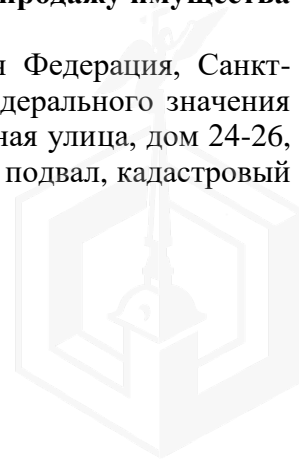 продажу имущества
я Федерация, Санкт-
дерального значения
ная улица, дом 24-26,
подвал, кадастровый